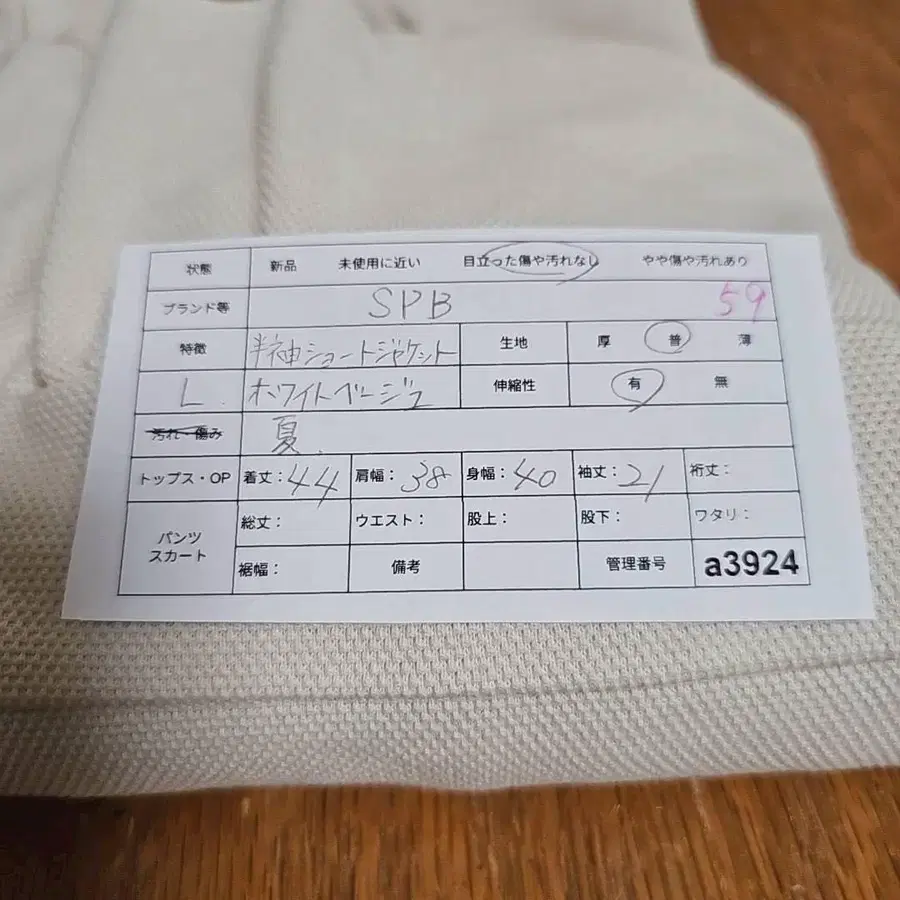 状態 新品 未使用に近い 目立った傷や汚れなし やや傷や汚れあり
ブランド等 SPB 59
特徴 半袖ショートジャケット 生地 厚 普 薄
L. ホワイトベージュ 伸縮性 有 無
汚れ・傷み 夏.
トップス・OP 着丈:44 肩幅:38 身幅:40 袖丈:21 裄丈:
パンツ スカート 総丈: ウエスト: 股上: 股下: ワタリ:
裾幅: 備考 管理番号 a3924